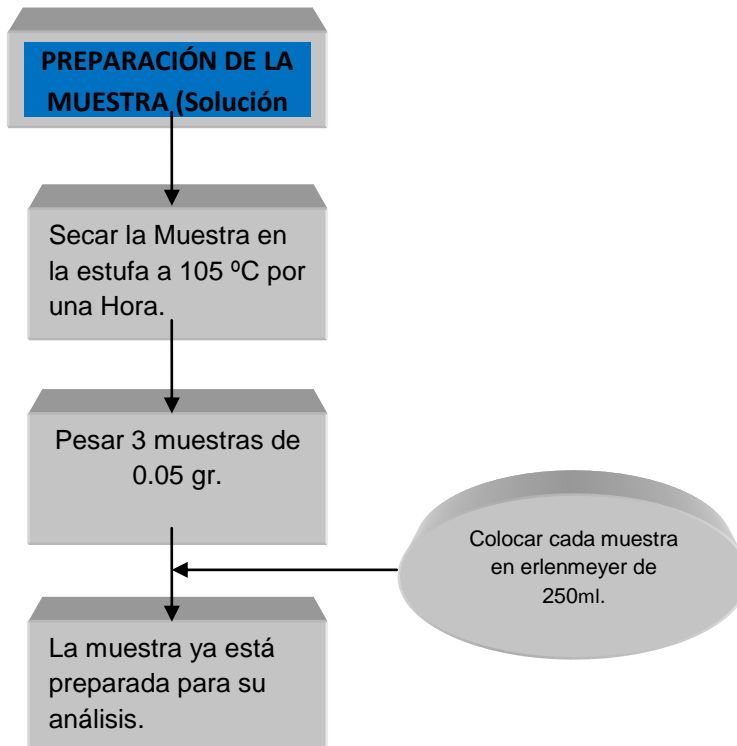 PREPARACIÓN DE LA
MUESTRA (Solución
Secar la Muestra en
la estufa a 105 ºC por
una Hora.
Pesar 3 muestras de
0.05 gr.
Colocar cada muestra
en erlenmeyer de
250ml.
La muestra ya está
preparada para su
análisis.